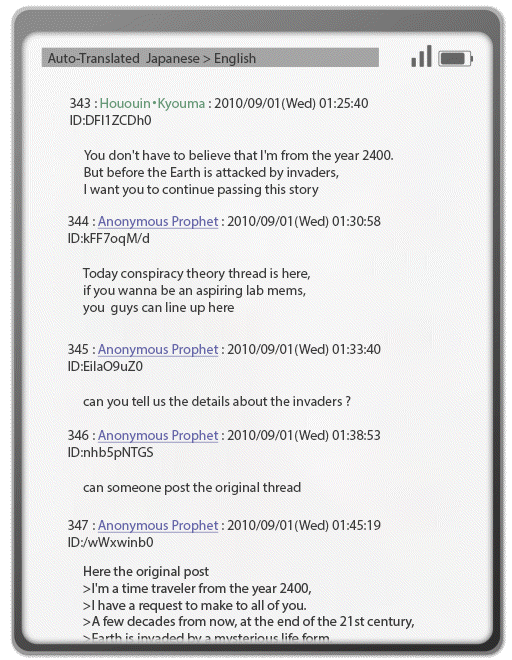 Auto-Translated Japanese > English
343 : Hououin・Kyouma : 2010/09/01(Wed) 01:25:40
ID:DFI1ZCDh0
You don't have to believe that I'm from the year 2400.
But before the Earth is attacked by invaders,
I want you to continue passing this story
344 : Anonymous Prophet : 2010/09/01(Wed) 01:30:58
ID:kFF7oqM/d
Today conspiracy theory thread is here,
if you wanna be an aspiring lab mems,
you guys can line up here
345 : Anonymous Prophet : 2010/09/01(Wed) 01:33:40
ID:EilaO9uZ0
can you tell us the details about the invaders ?
346 : Anonymous Prophet : 2010/09/01(Wed) 01:38:53
ID:nhb5pNTGS
can someone post the original thread
347 : Anonymous Prophet : 2010/09/01(Wed) 01:45:19
ID:/wWxwinb0
Here the original post
>I'm a time traveler from the year 2400,
>I have a request to make to all of you.
>A few decades from now, at the end of the 21st century,
>Earth is invaded by a mysterious life form